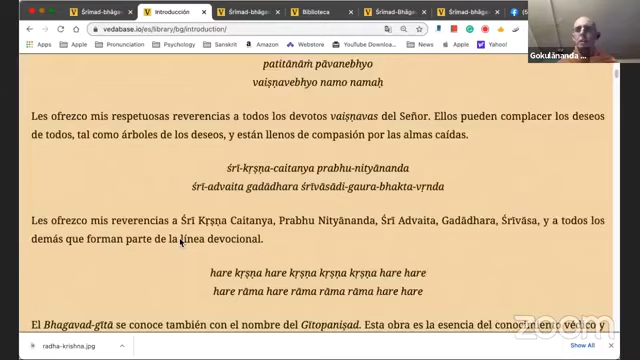 Śrīmad-bhāga
Introducción
Śrīmad-bhāga
Biblioteca
Śrīmad-Bhāga
Śrīmad-bhāga
vedabase.io/es/library/bg/introduction/
Apps
Acción
Pronunciation
Psychology
Sanskrit
Amazon
Webste
YouTube Download...
Kutumba
Gokulānanda ...
patitānāṁ pāvanebhyo
vaiṣṇavebhyo namo namaḥ
Les ofrezco mis respetuosas reverencias a todos los devotos vaiṣṇavas del Señor. Ellos pueden complacer los deseos
de todos, tal como árboles de los deseos, y están llenos de compasión por las almas caídas.
śrī-kṛṣṇa-caitanya prabhu-nityānanda
śrī-advaita gadādhara śrīvāsādi-gaura-bhakta-vṛnda
Les ofrezco mis reverencias a Śrī Kṛṣṇa Caitanya, Prabhu Nityānanda, Śrī Advaita, Gadādhara, Śrīvāsa, y a todos los
demás que forman parte de la línea devocional.
hare kṛṣṇa hare kṛṣṇa kṛṣṇa kṛṣṇa hare hare
hare rāma hare rāma rāma rāma hare hare
El Bhagavad-gītā se conoce también con el nombre del Gītopaniṣad. Esta obra es la esencia del conocimiento védico y
zoom
radha-krishna.jpg
Show All